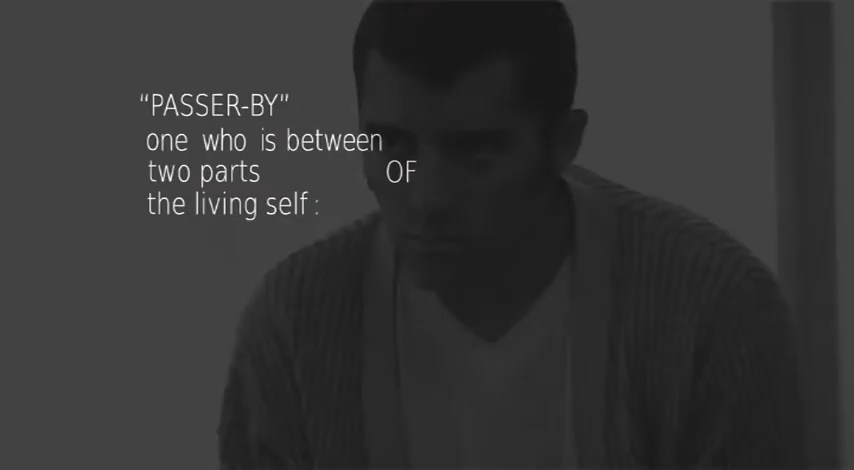 “PASSER-BY”
one who is between
two parts OF
the living self :